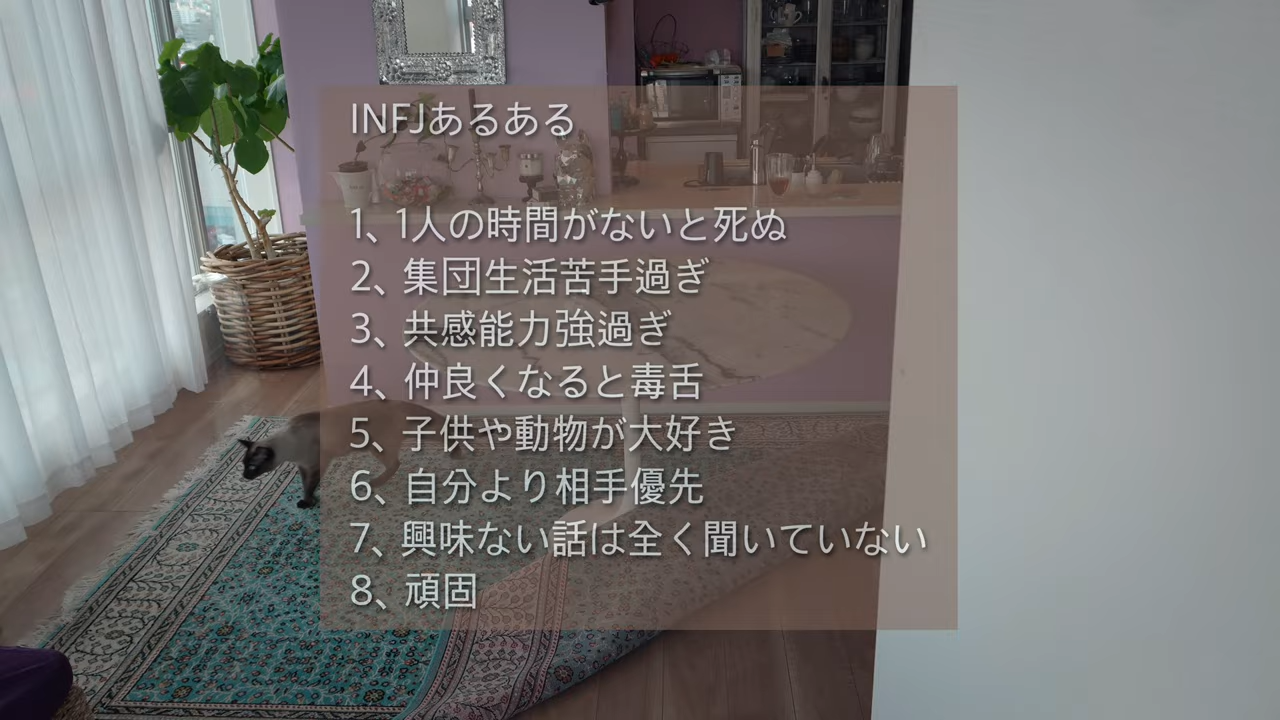 INFJあるある
1、1人の時間がないと死ぬ
2、集団生活苦手過ぎ
3、共感能力強過ぎ
4、仲良くなると毒舌
5、子供や動物が大好き
6、自分より相手優先
7、興味ない話は全く聞いていない
8、頑固